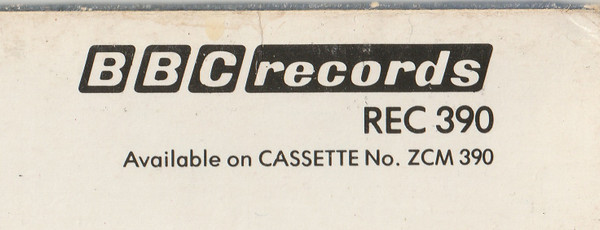 BBC records
REC 390
Available on CASSETTE No. ZCM 390